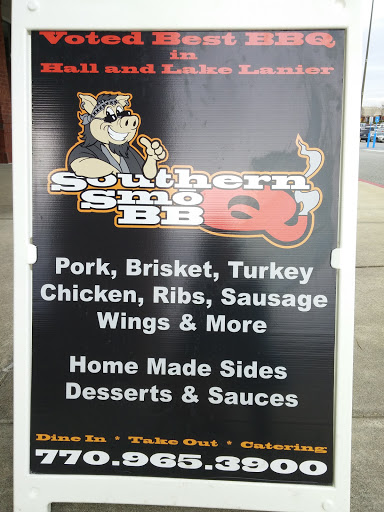 Voted Best BBQ
in
Hall and Lake Lanier
Southern
Smo
BBQ
Pork, Brisket, Turkey
Chicken, Ribs, Sausage
Wings & More
Home Made Sides
Desserts & Sauces
Dine In * Take Out * Catering
770.965.3900